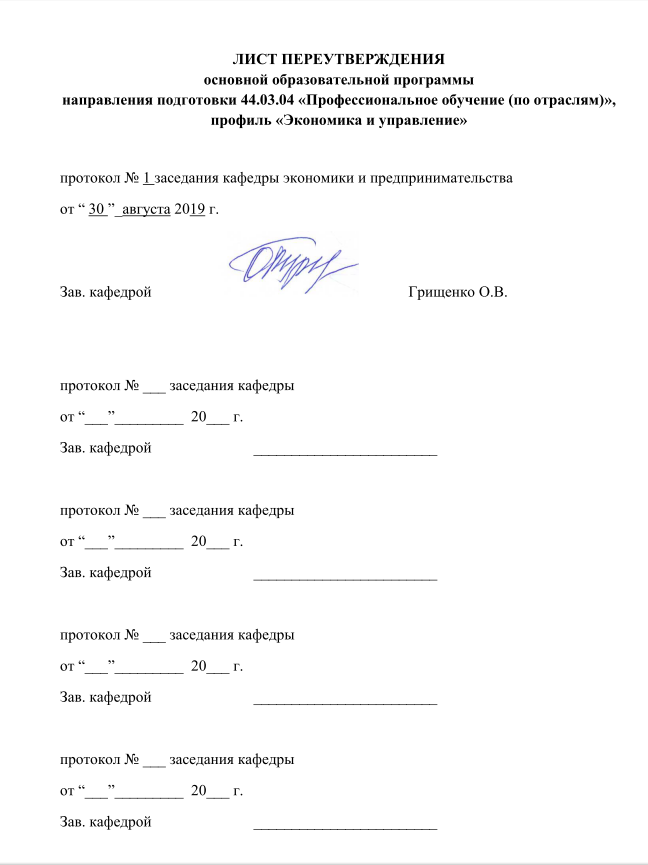 ЛИСТ ПЕРЕУТВЕРЖДЕНИЯ
основной образовательной программы
направления подготовки 44.03.04 «Профессиональное обучение (по отраслям)»,
профиль «Экономика и управление»
протокол № 1 заседания кафедры экономики и предпринимательства
от “ 30 ”_августа 2019 г.
Зав. кафедрой Грищенко О.В.
протокол № ___ заседания кафедры
от “___”_________ 20___ г.
Зав. кафедрой ________________________
протокол № ___ заседания кафедры
от “___”_________ 20___ г.
Зав. кафедрой ________________________
протокол № ___ заседания кафедры
от “___”_________ 20___ г.
Зав. кафедрой ________________________
протокол № ___ заседания кафедры
от “___”_________ 20___ г.
Зав. кафедрой ________________________